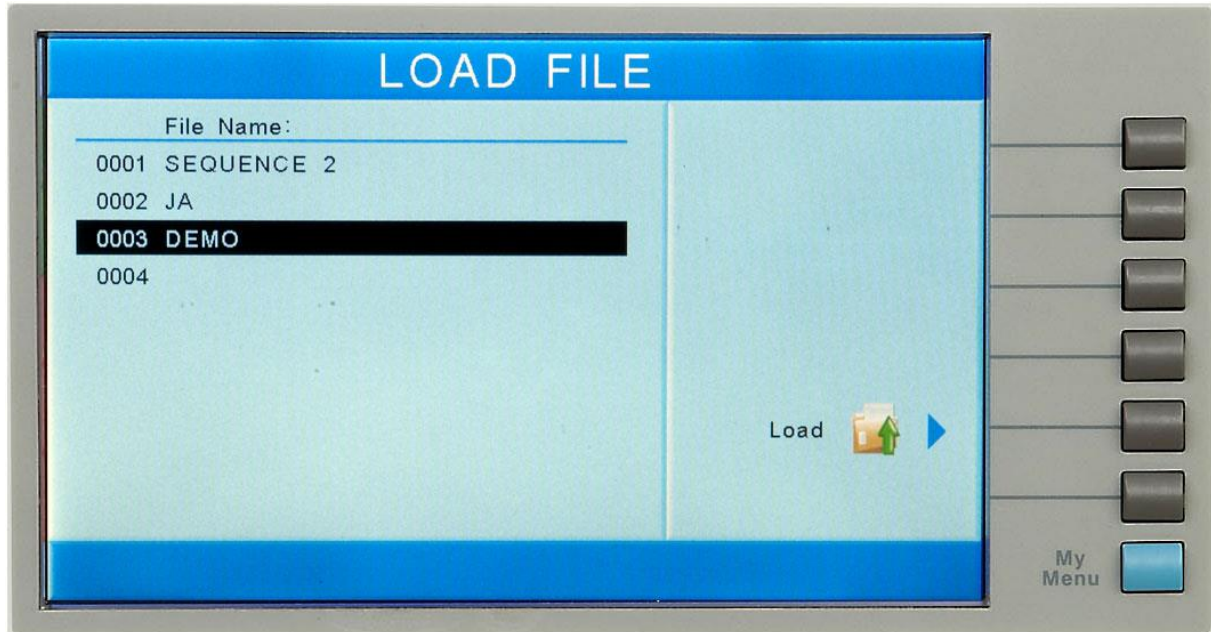 LOAD FILE
File Name:
0001 SEQUENCE 2
0002 JA
0003 DEMO
0004
Load
My
Menu